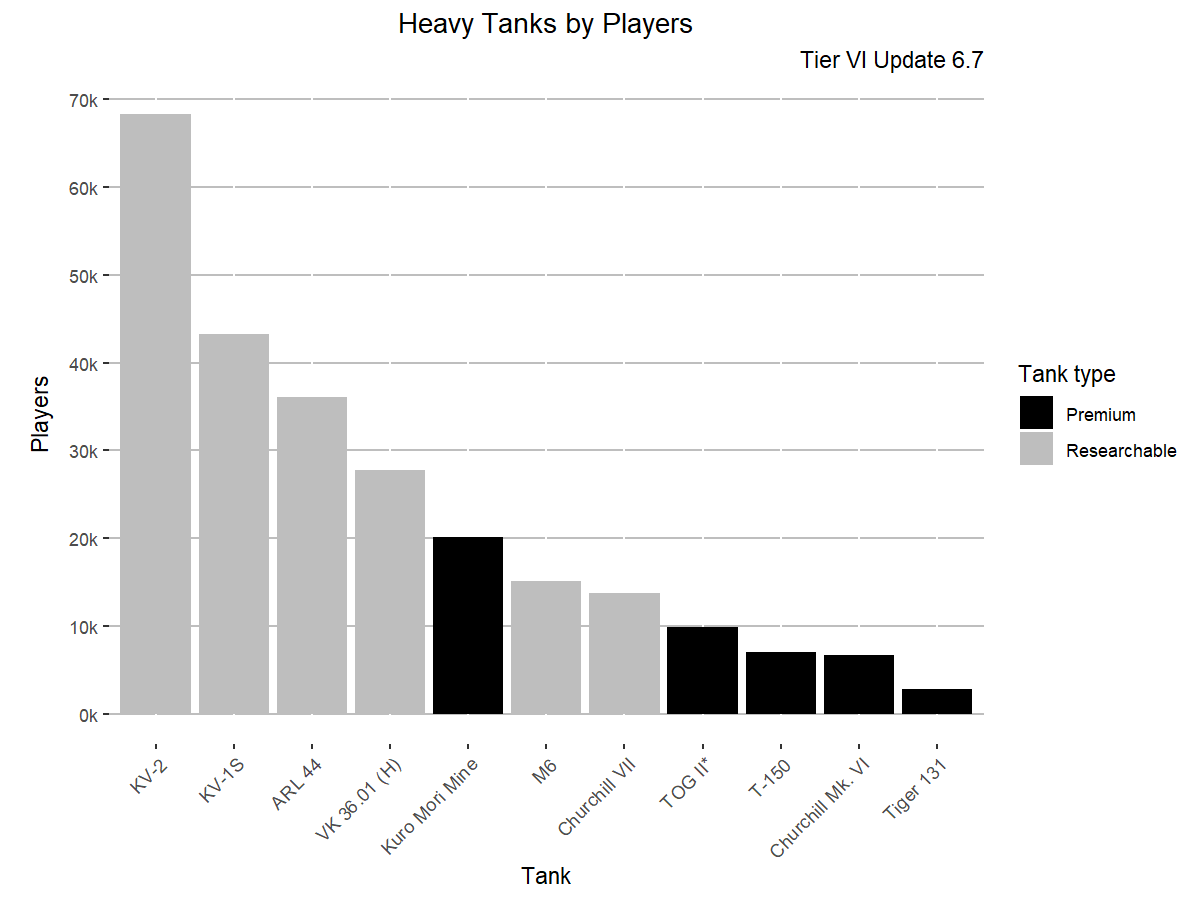 Heavy Tanks by Players
Tier VI Update 6.7
Players
70k
60k
50k
40k
30k
20k
10k
0k
KV-2
KV-1S
ARL 44
VK 36.01 (H)
Kuro Mori Mine
M6
Churchill VII
TOG II*
T-150
Churchill Mk. VI
Tiger 131
Tank
Tank type
Premium
Researchable